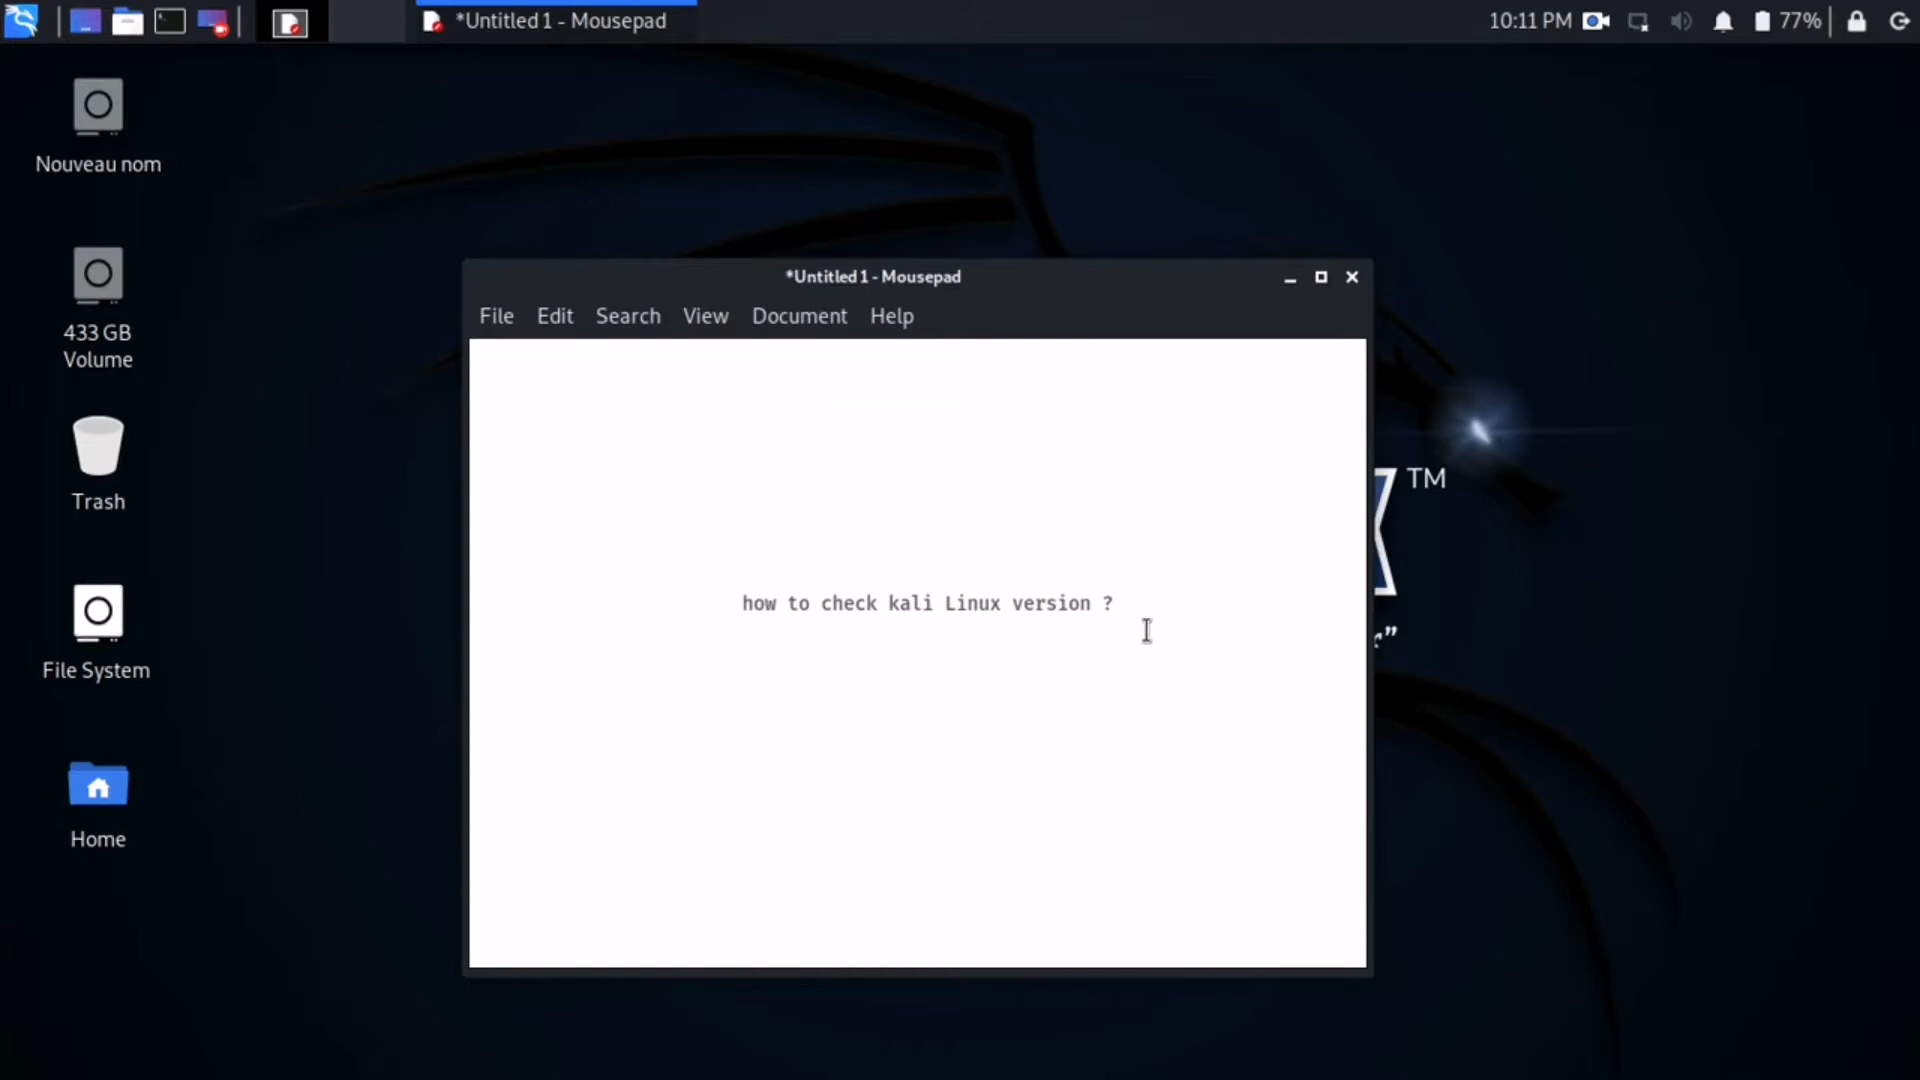 *Untitled 1 - Mousepad
10:11 PM
77%
Nouveau nom
433 GB
Volume
Trash
File System
Home
*Untitled 1 - Mousepad
File Edit Search View Document Help
how to check kali Linux version ?
TM